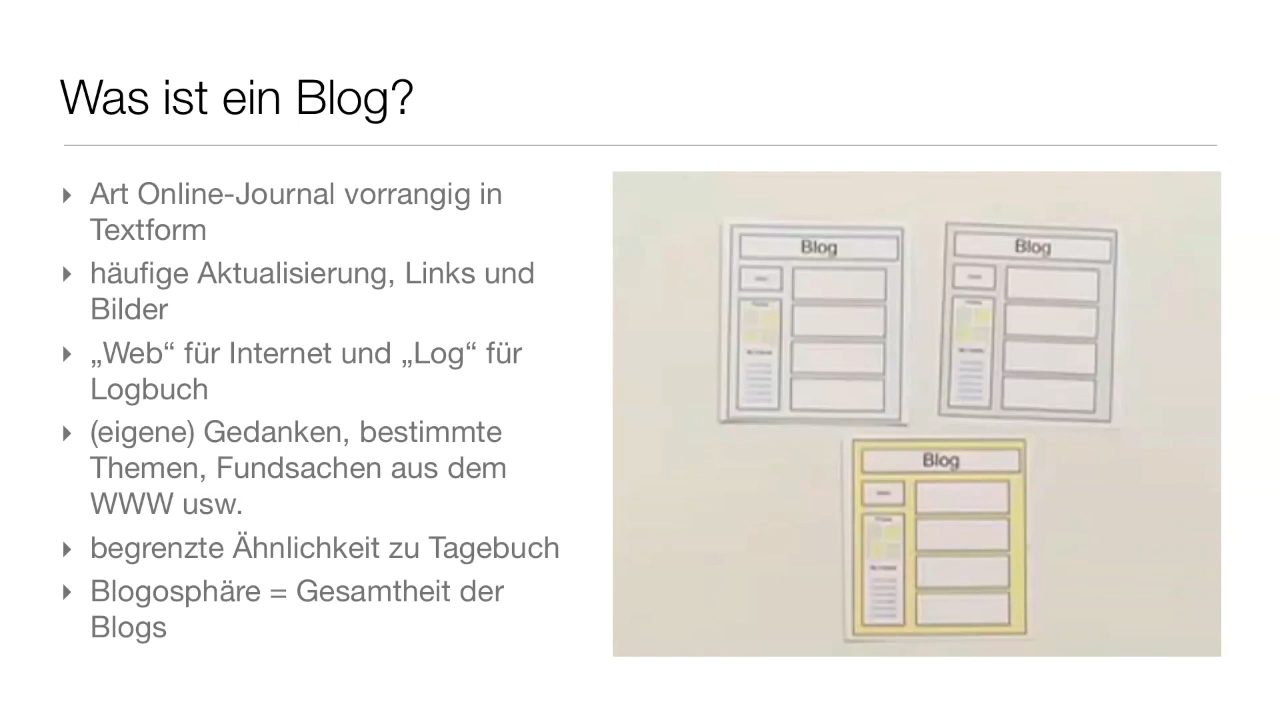 Was ist ein Blog?
‣ Art Online-Journal vorrangig in
Textform
‣ häufige Aktualisierung, Links und
Bilder
‣ „Web“ für Internet und „Log“ für
Logbuch
‣ (eigene) Gedanken, bestimmte
Themen, Fundsachen aus dem
WWW usw.
‣ begrenzte Ähnlichkeit zu Tagebuch
‣ Blogosphäre = Gesamtheit der
Blogs
Blog
Blog
Blog